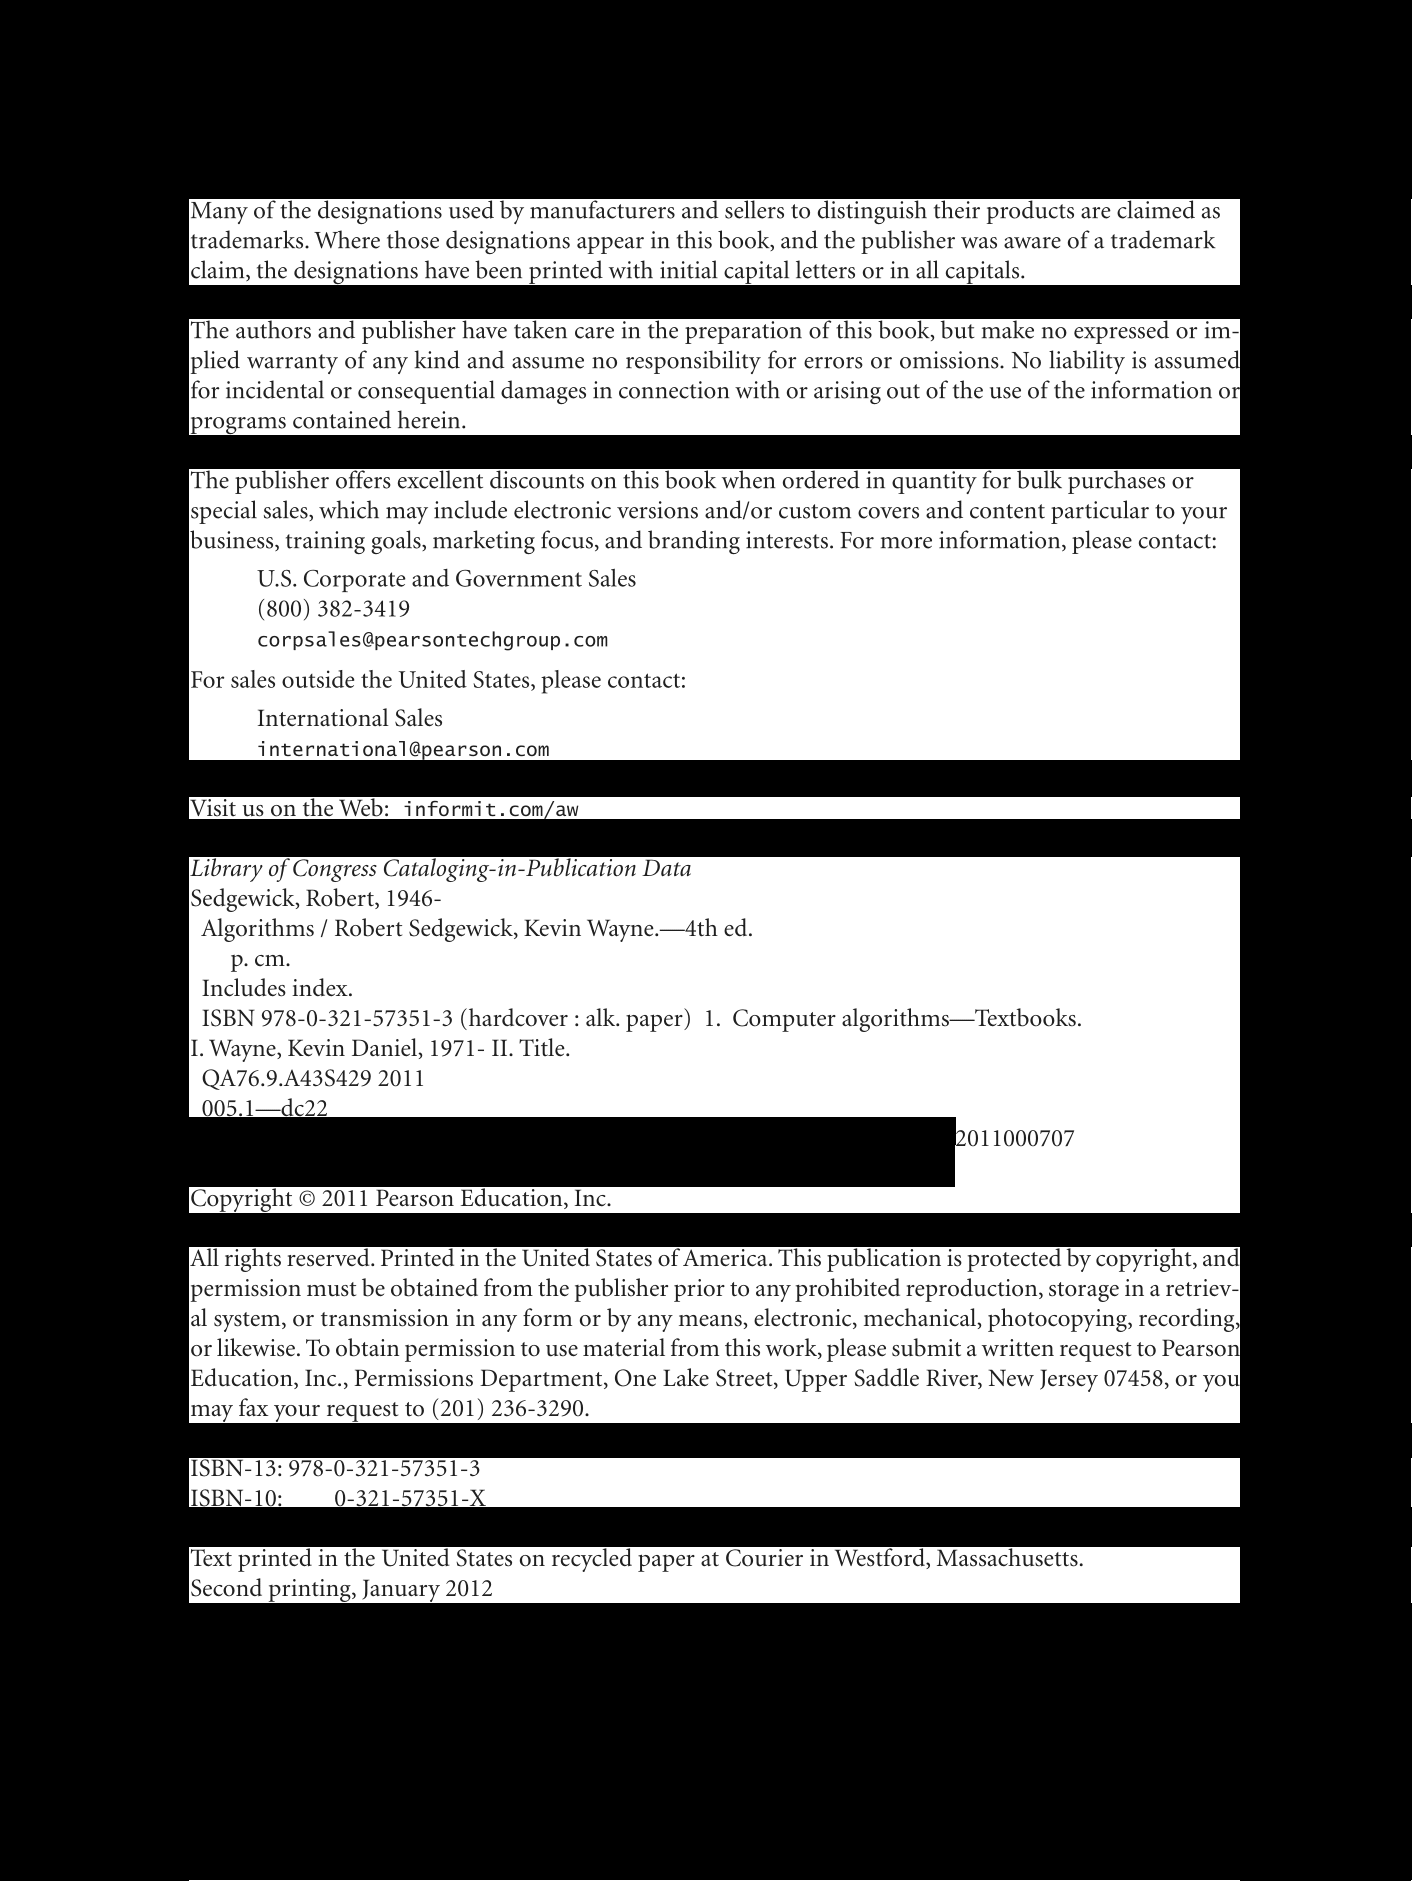 Many of the designations used by manufacturers and sellers to distinguish their products are claimed as
trademarks. Where those designations appear in this book, and the publisher was aware of a trademark
claim, the designations have been printed with initial capital letters or in all capitals.
The authors and publisher have taken care in the preparation of this book, but make no expressed or im-
plied warranty of any kind and assume no responsibility for errors or omissions. No liability is assumed
for incidental or consequential damages in connection with or arising out of the use of the information or
programs contained herein.
The publisher offers excellent discounts on this book when ordered in quantity for bulk purchases or
special sales, which may include electronic versions and/or custom covers and content particular to your
business, training goals, marketing focus, and branding interests. For more information, please contact:
U.S. Corporate and Government Sales
(800) 382-3419
corpsales@pearsontechgroup.com
For sales outside the United States, please contact:
International Sales
international@pearson.com
Visit us on the Web: informit.com/aw
Library of Congress Cataloging-in-Publication Data
Sedgewick, Robert, 1946-
Algorithms / Robert Sedgewick, Kevin Wayne.—4th ed.
p. cm.
Includes index.
ISBN 978-0-321-57351-3 (hardcover : alk. paper) 1. Computer algorithms—Textbooks.
I. Wayne, Kevin Daniel, 1971- II. Title.
QA76.9.A43S429 2011
005.1—dc22
2011000707
Copyright © 2011 Pearson Education, Inc.
All rights reserved. Printed in the United States of America. This publication is protected by copyright, and
permission must be obtained from the publisher prior to any prohibited reproduction, storage in a retriev-
al system, or transmission in any form or by any means, electronic, mechanical, photocopying, recording,
or likewise. To obtain permission to use material from this work, please submit a written request to Pearson
Education, Inc., Permissions Department, One Lake Street, Upper Saddle River, New Jersey 07458, or you
may fax your request to (201) 236-3290.
ISBN-13: 978-0-321-57351-3
ISBN-10: 0-321-57351-X
Text printed in the United States on recycled paper at Courier in Westford, Massachusetts.
Second printing, January 2012